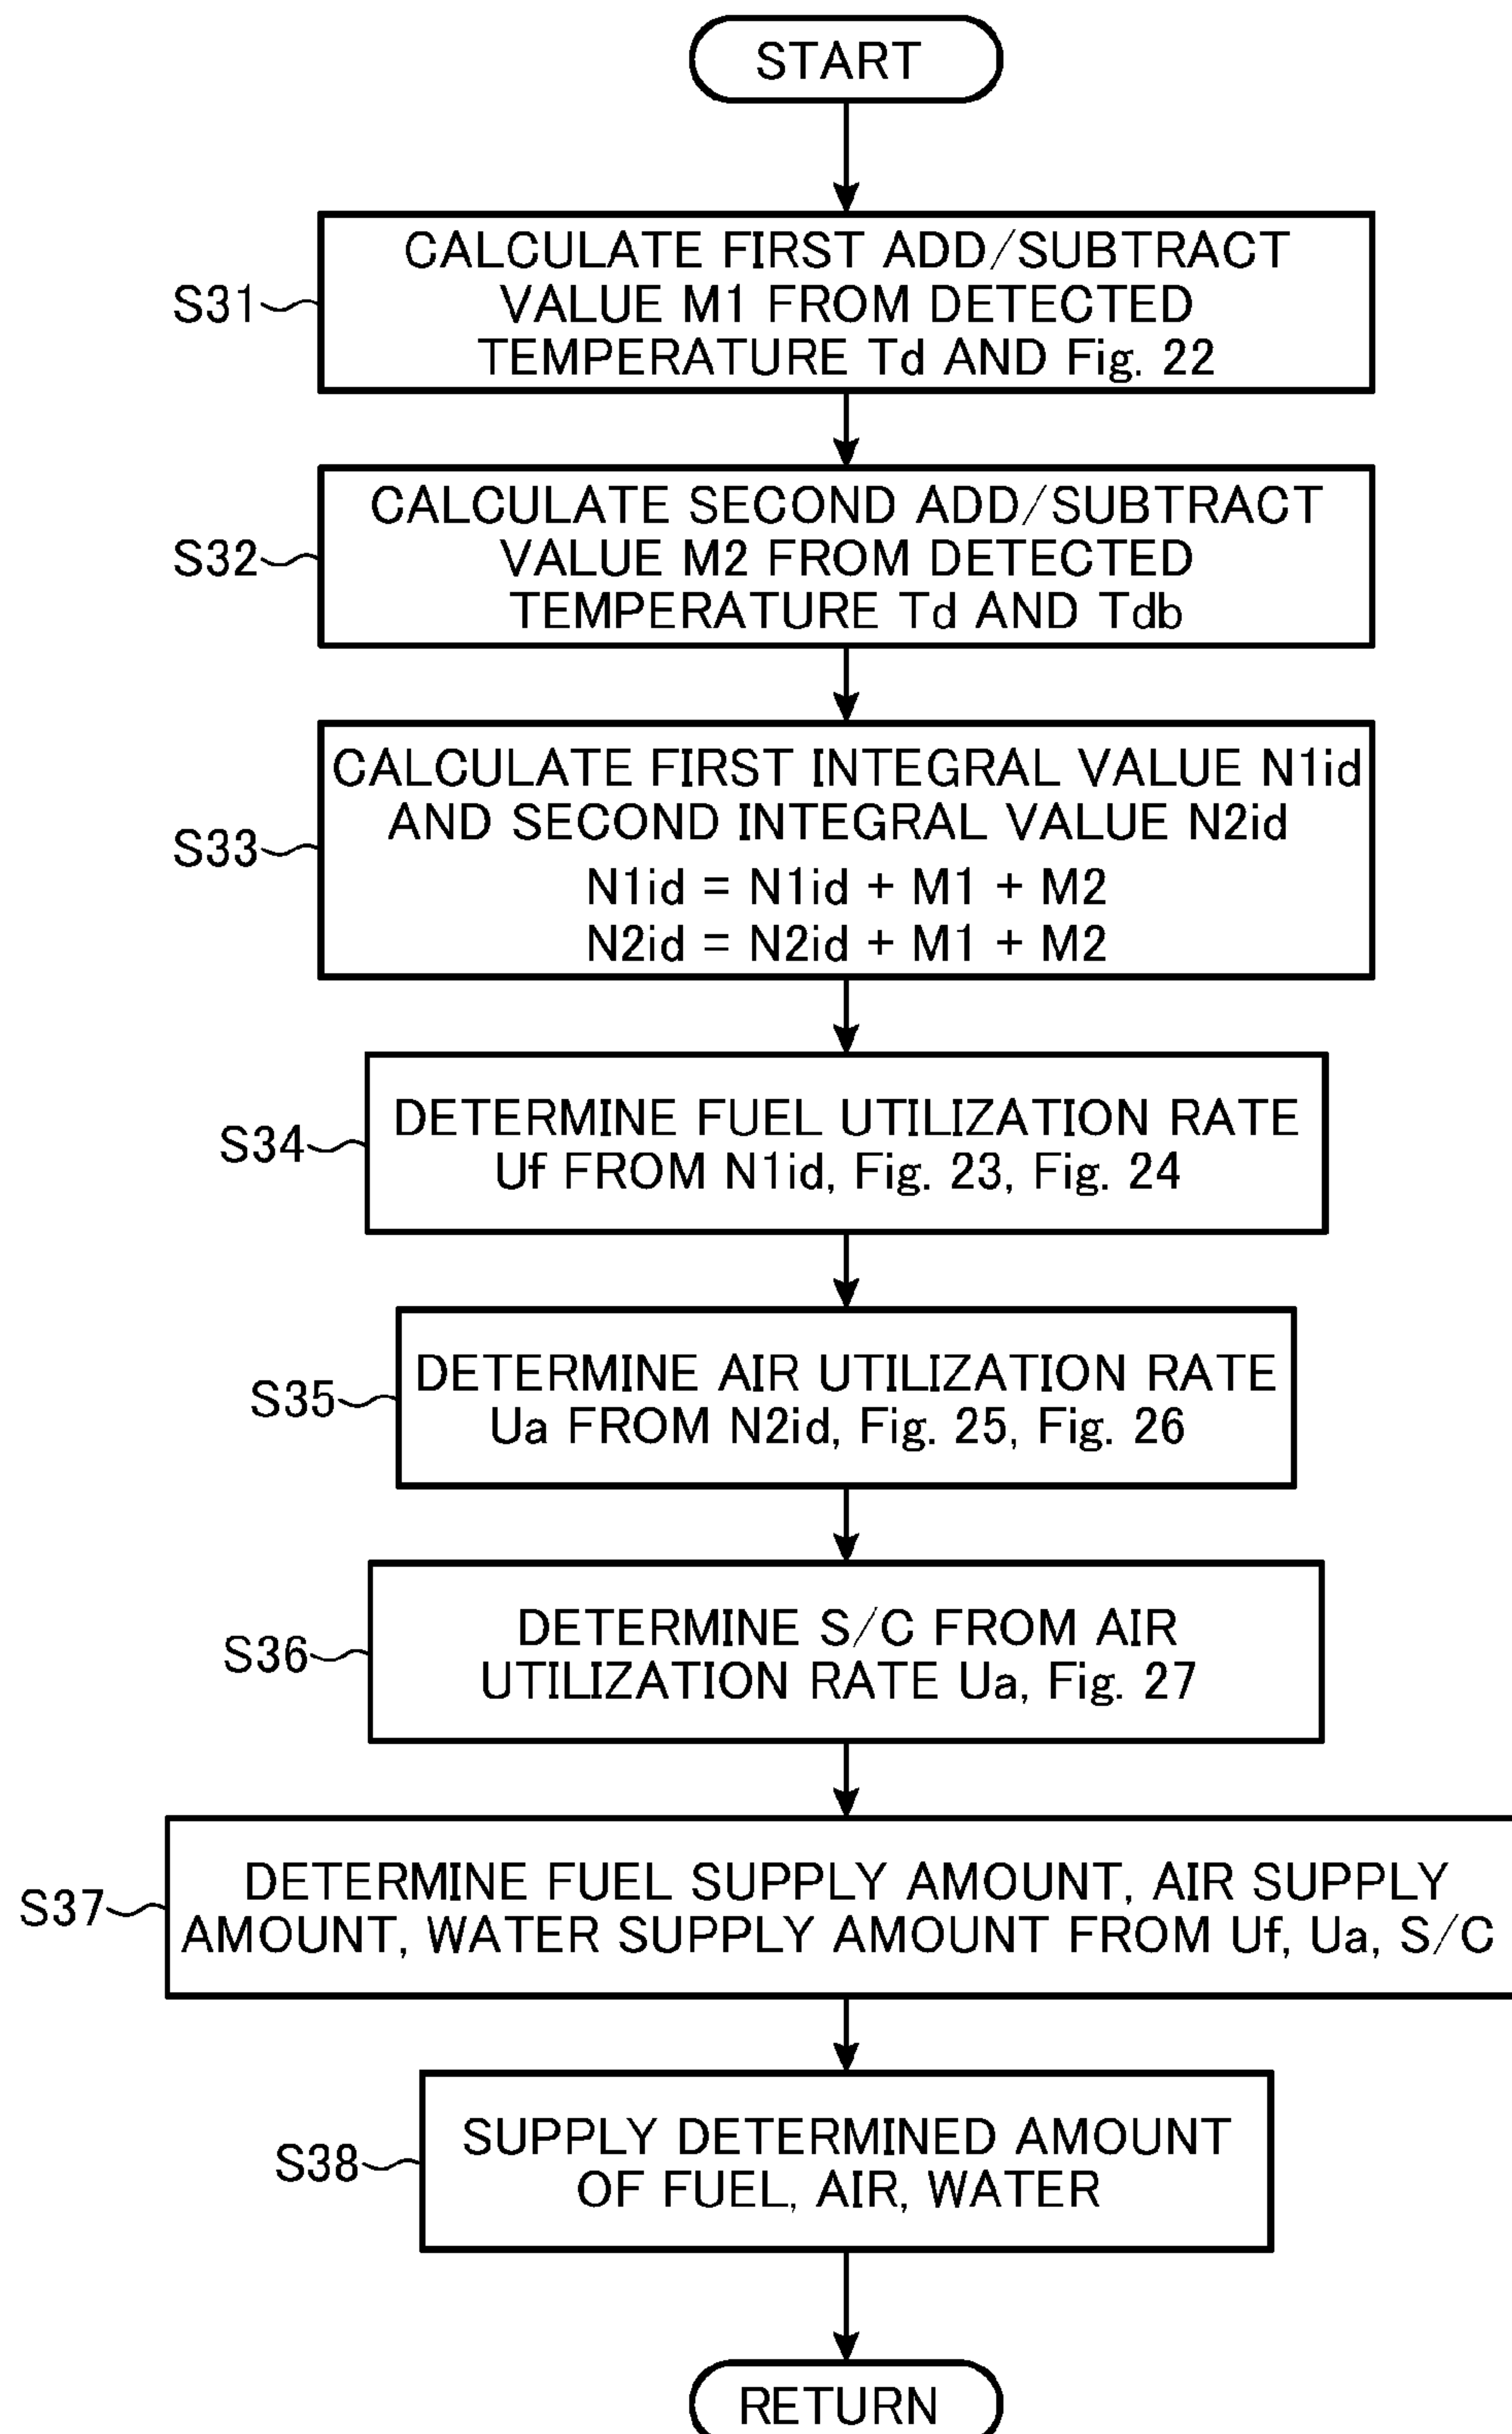 START
S31
CALCULATE FIRST ADD/SUBTRACT
VALUE M1 FROM DETECTED
TEMPERATURE Td AND Fig. 22
S32
CALCULATE SECOND ADD/SUBTRACT
VALUE M2 FROM DETECTED
TEMPERATURE Td AND Tdb
S33
CALCULATE FIRST INTEGRAL VALUE N1id
AND SECOND INTEGRAL VALUE N2id
N1id = N1id + M1 + M2
N2id = N2id + M1 + M2
S34
DETERMINE FUEL UTILIZATION RATE
Uf FROM N1id, Fig. 23, Fig. 24
S35
DETERMINE AIR UTILIZATION RATE
Ua FROM N2id, Fig. 25, Fig. 26
S36
DETERMINE S/C FROM AIR
UTILIZATION RATE Ua, Fig. 27
S37
DETERMINE FUEL SUPPLY AMOUNT, AIR SUPPLY
AMOUNT, WATER SUPPLY AMOUNT FROM Uf, Ua, S/C
S38
SUPPLY DETERMINED AMOUNT
OF FUEL, AIR, WATER
RETURN